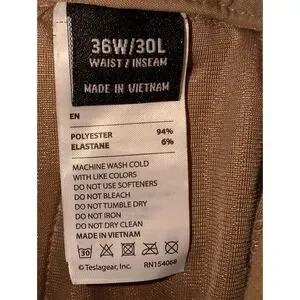 36W/30L
WAIST / INSEAM
MADE IN VIETNAM
EN
POLYESTER 94%
ELASTANE 6%
MACHINE WASH COLD
WITH LIKE COLORS
DO NOT USE SOFTENERS
DO NOT BLEACH
DO NOT TUMBLE DRY
DO NOT IRON
DO NOT DRY CLEAN
MADE IN VIETNAM
30
© Teslagear, Inc. RN154068